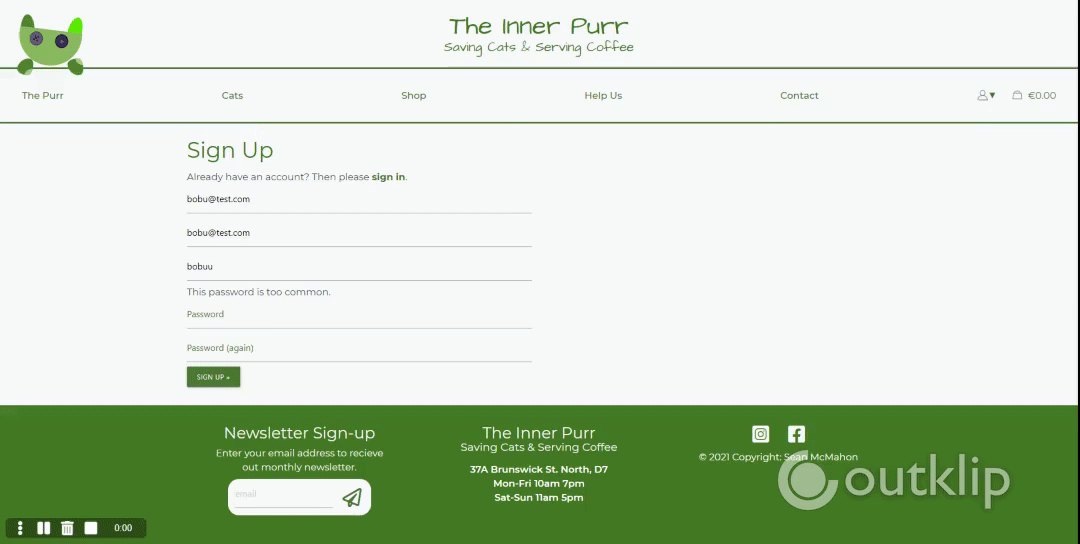 The Inner Purr
Saving Cats & Serving Coffee
The Purr Cats Shop Help Us Contact €0.00
Sign Up
Already have an account? Then please sign in.
bobu@test.com
bobu@test.com
bobuu
This password is too common.
Password
Password (again)
SIGN UP »
Newsletter Sign-up
Enter your email address to recieve
out monthly newsletter.
email
The Inner Purr
Saving Cats & Serving Coffee
37A Brunswick St. North, D7
Mon-Fri 10am 7pm
Sat-Sun 11am 5pm
© 2021 Copyright: Sean McMahon
outklip
0:00